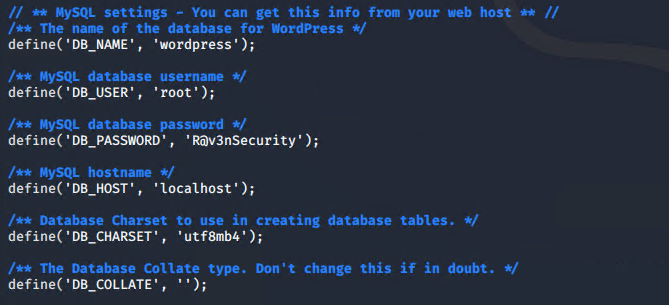 // ** MySQL settings - You can get this info from your web host ** //
/** The name of the database for WordPress */
define('DB_NAME', 'wordpress');
/** MySQL database username */
define('DB_USER', 'root');
/** MySQL database password */
define('DB_PASSWORD', 'R@v3nSecurity');
/** MySQL hostname */
define('DB_HOST', 'localhost');
/** Database Charset to use in creating database tables. */
define('DB_CHARSET', 'utf8mb4');
/** The Database Collate type. Don't change this if in doubt. */
define('DB_COLLATE', '');